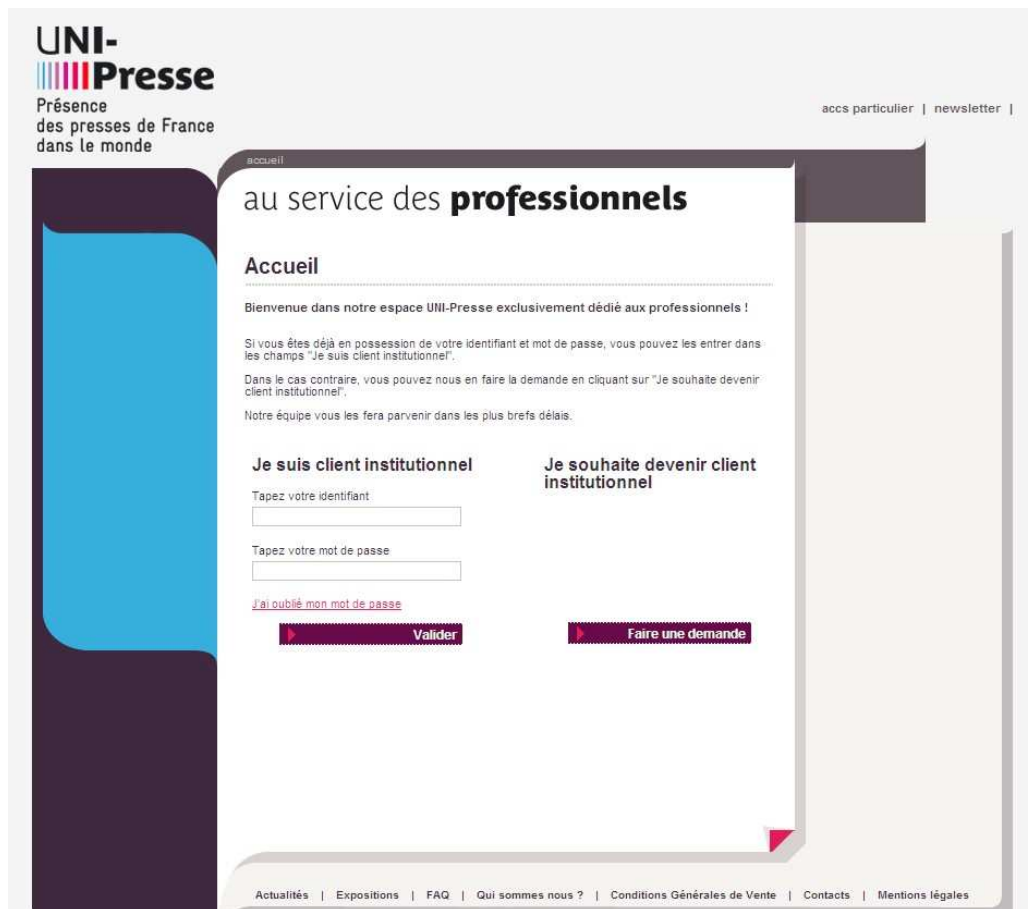 UNI-
Presse
Présence
des presses de France
dans le monde
accs particulier | newsletter |
accueil
au service des professionnels
Accueil
Bienvenue dans notre espace UNI-Presse exclusivement dédié aux professionnels !
Si vous êtes déjà en possession de votre identifiant et mot de passe, vous pouvez les entrer dans
les champs "Je suis client institutionnel".
Dans le cas contraire, vous pouvez nous en faire la demande en cliquant sur "Je souhaite devenir
client institutionnel".
Notre équipe vous les fera parvenir dans les plus brefs délais.
Je suis client institutionnel
Tapez votre identifiant
Tapez votre mot de passe
J'ai oublié mon mot de passe
Valider
Je souhaite devenir client
institutionnel
Faire une demande
Actualités | Expositions | FAQ | Qui sommes nous ? | Conditions Générales de Vente | Contacts | Mentions légales